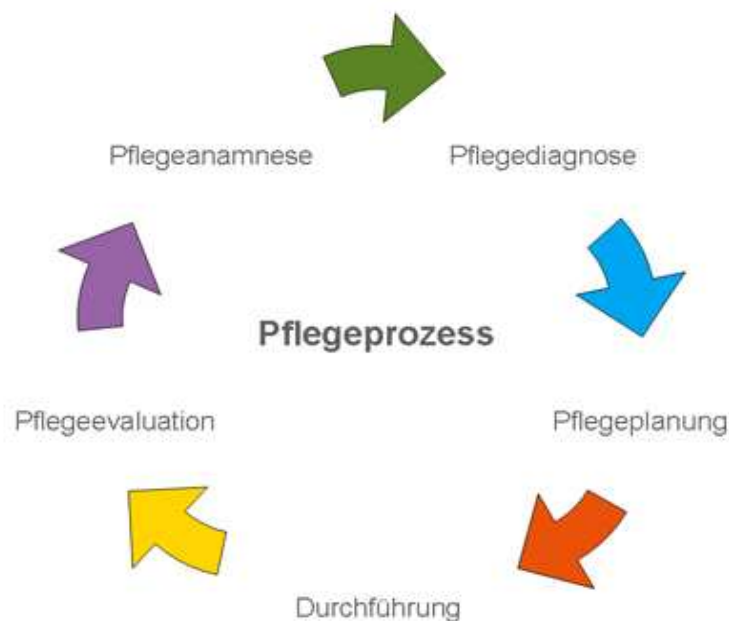 Pflegeanamnese
Pflegediagnose
Pflegeprozess
Pflegeevaluation
Pflegeplanung
Durchführung